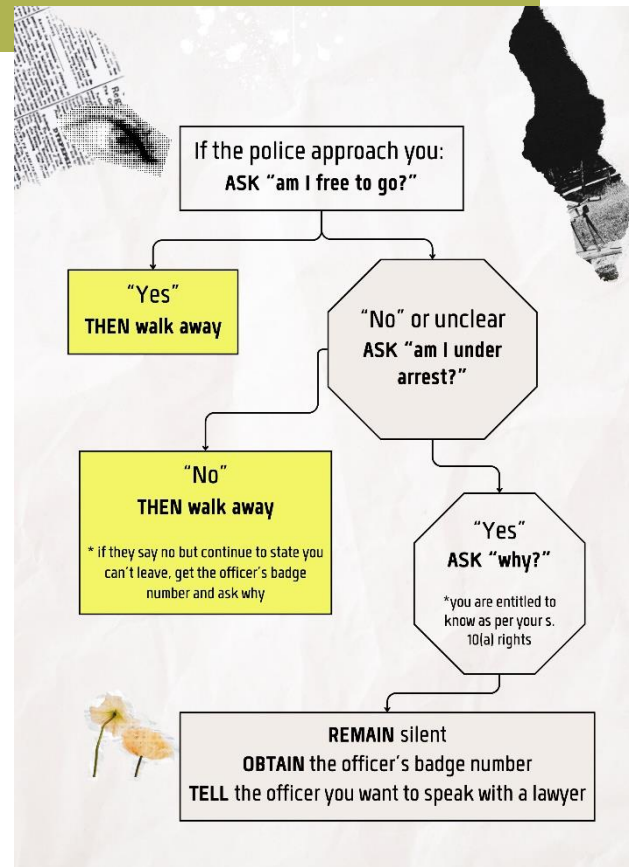 If the police approach you:
ASK “am I free to go?”
“Yes”
THEN walk away
“No” or unclear
ASK “am I under
arrest?”
“No”
THEN walk away
* if they say no but continue to state you
can’t leave, get the officer’s badge
number and ask why
“Yes”
ASK “why?”
*you are entitled to
know as per your s.
10(a) rights
REMAIN silent
OBTAIN the officer’s badge number
TELL the officer you want to speak with a lawyer